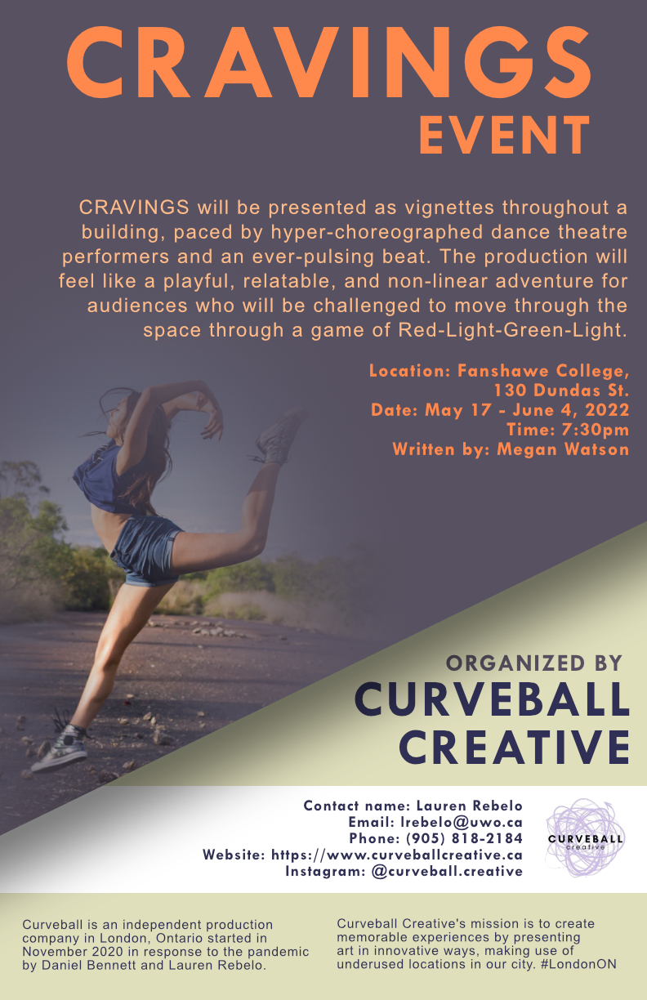 CRAVINGS
EVENT
CRAVINGS will be presented as vignettes throughout a
building, paced by hyper-choreographed dance theatre
performers and an ever-pulsing beat. The production will
feel like a playful, relatable, and non-linear adventure for
audiences who will be challenged to move through the
space through a game of Red-Light-Green-Light.
Location: Fanshawe College,
130 Dundas St.
Date: May 17 - June 4, 2022
Time: 7:30pm
Written by: Megan Watson
ORGANIZED BY
CURVEBALL
CREATIVE
Contact name: Lauren Rebelo
Email: lrebelo@uwo.ca
Phone: (905) 818-2184
Website: https://www.curveballcreative.ca
Instagram: @curveball.creative
CURVEBALL
creative
Curveball is an independent production
company in London, Ontario started in
November 2020 in response to the pandemic
by Daniel Bennett and Lauren Rebelo.
Curveball Creative's mission is to create
memorable experiences by presenting
art in innovative ways, making use of
underused locations in our city. #LondonON